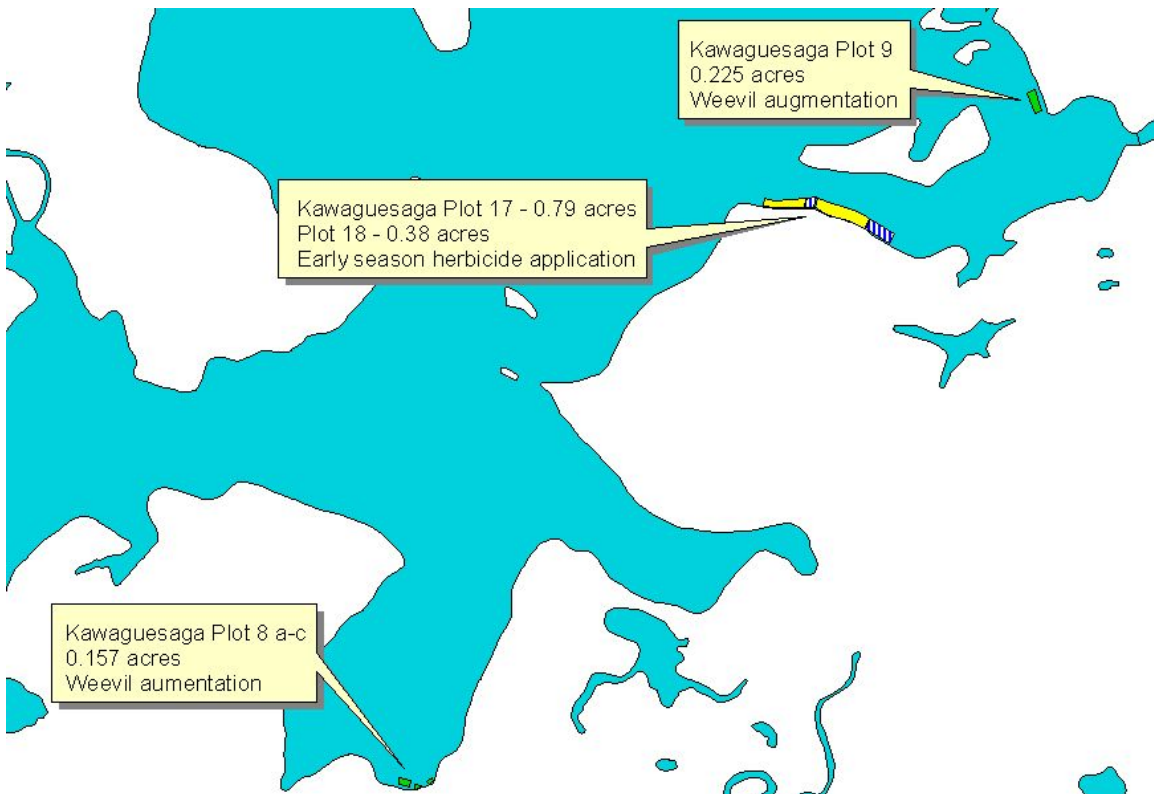 Kawaguesaga Plot 9
0.225 acres
Weevil augmentation
Kawaguesaga Plot 17 - 0.79 acres
Plot 18 - 0.38 acres
Early season herbicide application
Kawaguesaga Plot 8 a-c
0.157 acres
Weevil aumentation